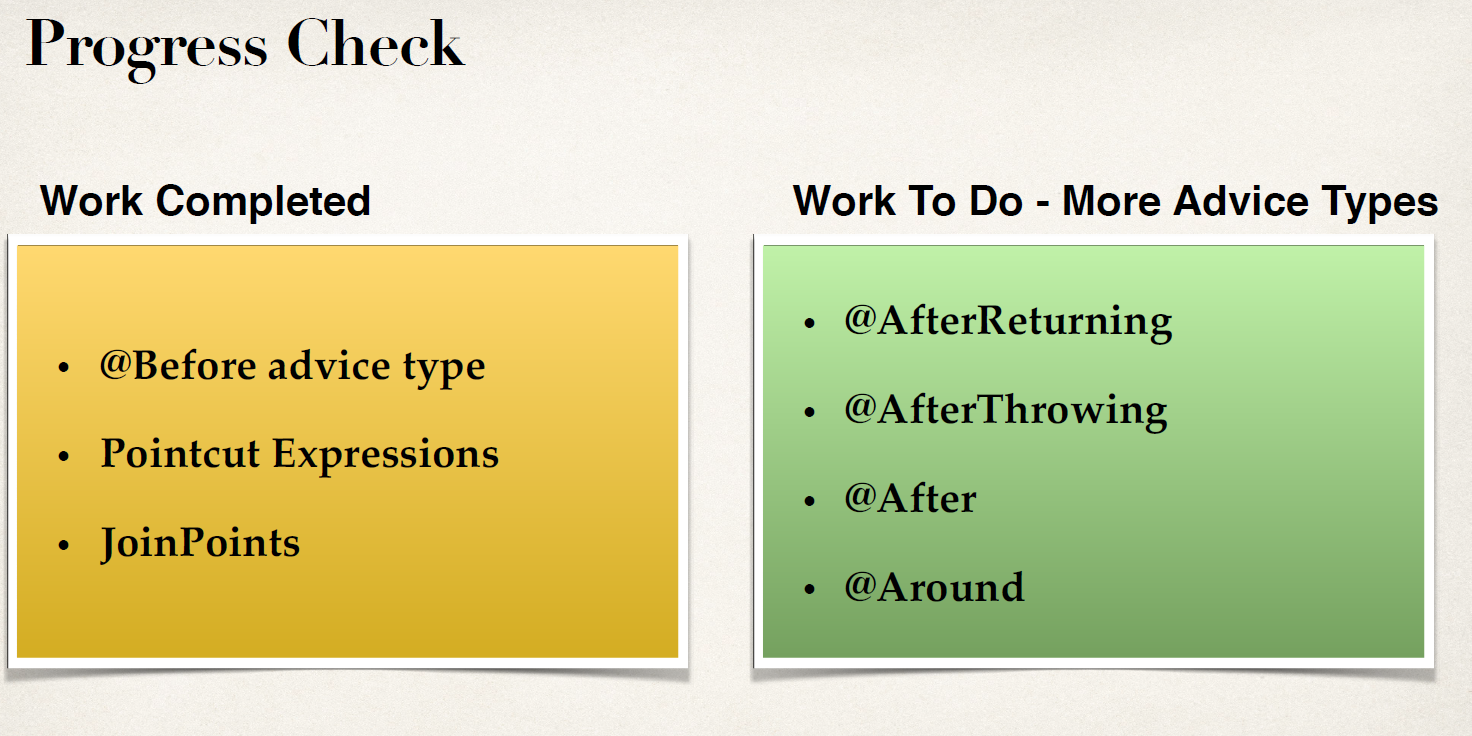 Progress Check
Work Completed
• @Before advice type
• Pointcut Expressions
• JoinPoints
Work To Do - More Advice Types
• @AfterReturning
• @AfterThrowing
• @After
• @Around